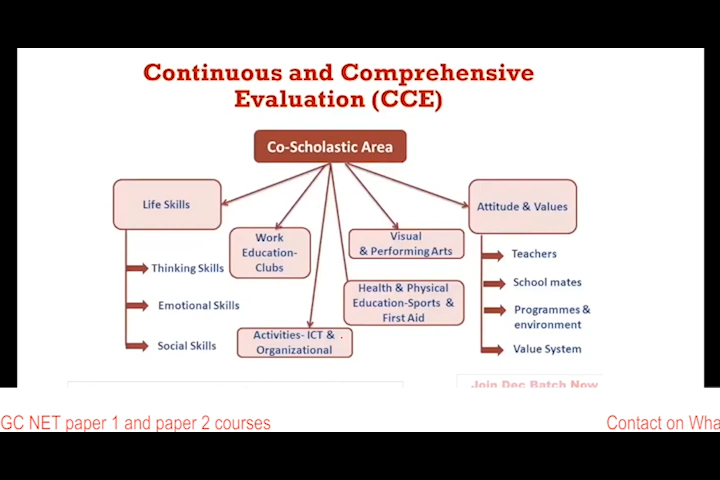 Continuous and Comprehensive
Evaluation (CCE)
Co-Scholastic Area
Life Skills
Thinking Skills
Emotional Skills
Social Skills
Work
Education-
Clubs
Activities- ICT &
Organizational
Visual
& Performing Arts
Health & Physical
Education-Sports &
First Aid
Attitude & Values
Teachers
School mates
Programmes &
environment
Value System
Join Dec Batch Now
GC NET paper 1 and paper 2 courses
Contact on Wha